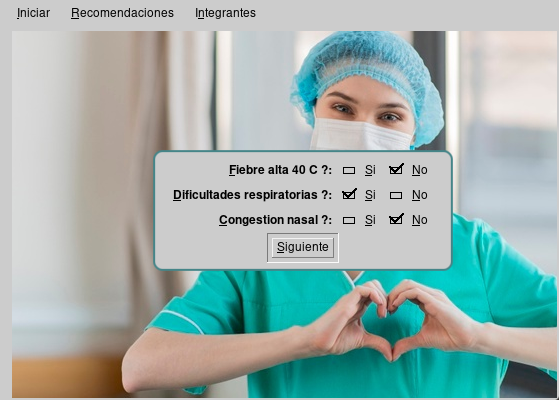 Iniciar Recomendaciones Integrantes
Fiebre alta 40 C ?: Si No
Dificultades respiratorias ?: Si No
Congestion nasal ?: Si No
Siguiente